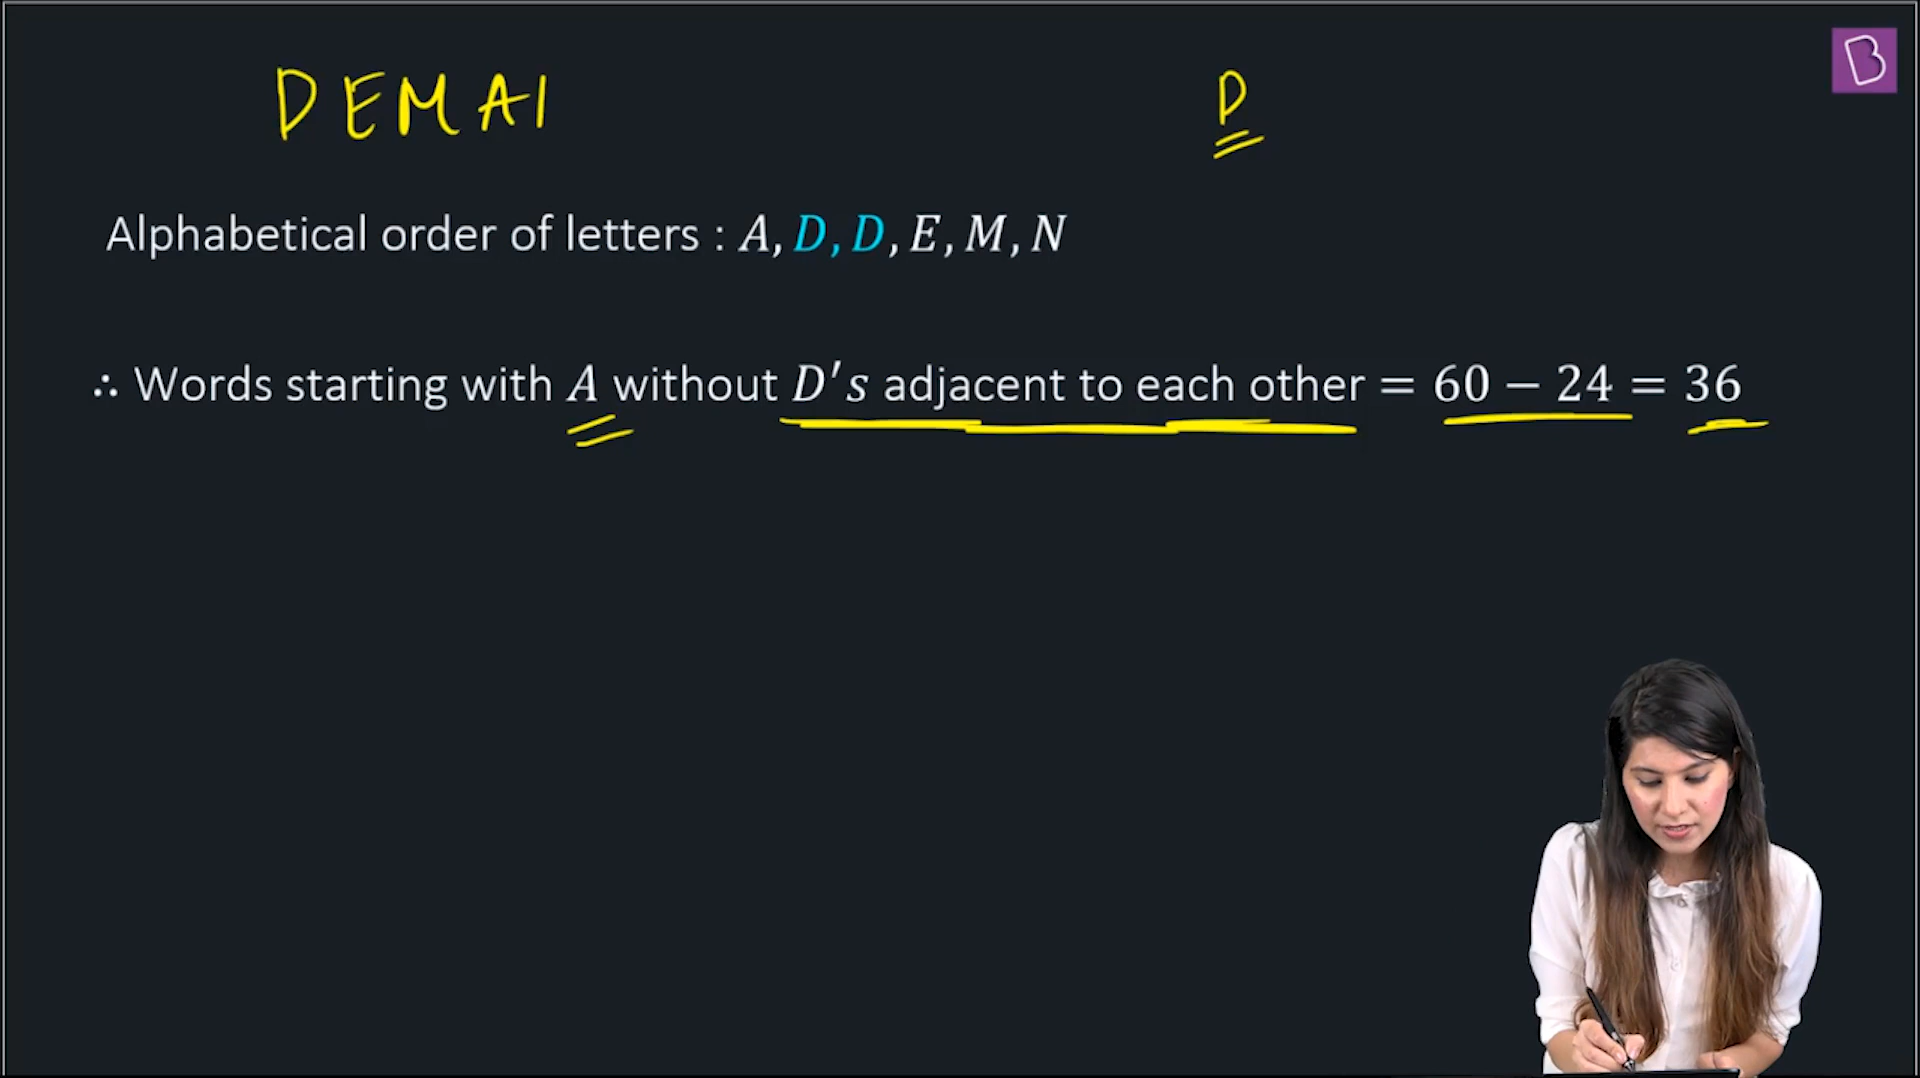 DEMAI D
B
Alphabetical order of letters : A, D, D, E, M, N
∴ Words starting with A without D's adjacent to each other = 60 − 24 = 36